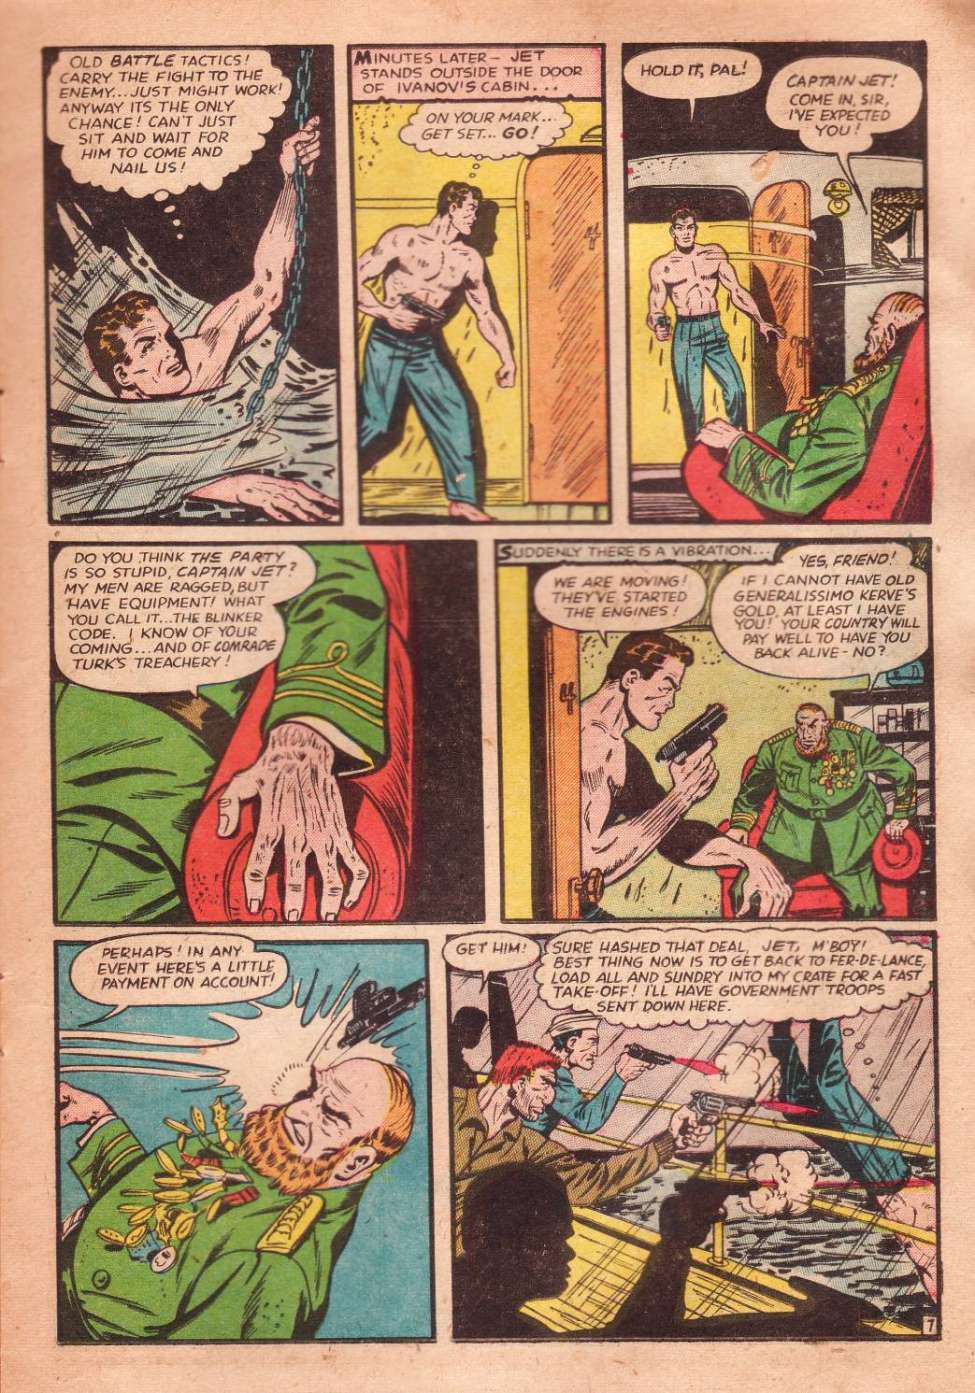 OLD BATTLE TACTICS!
CARRY THE FIGHT TO THE
ENEMY...JUST MIGHT WORK!
ANYWAY ITS THE ONLY
CHANCE! CAN'T JUST
SIT AND WAIT FOR
HIM TO COME AND
NAIL US!
MINUTES LATER- JET
STANDS OUTSIDE THE DOOR
OF IVANOV'S CABIN...
ON YOUR MARK...
GET SET... GO!
HOLD IT, PAL!
CAPTAIN JET!
COME IN, SIR,
I'VE EXPECTED
YOU!
DO YOU THINK THE PARTY
IS SO STUPID, CAPTAIN JET?
MY MEN ARE RAGGED, BUT
HAVE EQUIPMENT! WHAT
YOU CALL IT...THE BLINKER
CODE. I KNOW OF YOUR
COMING...AND OF COMRADE
TURK'S TREACHERY!
SUDDENLY THERE IS A VIBRATION...
WE ARE MOVING!
THEY'VE STARTED
THE ENGINES!
YES, FRIEND!
IF I CANNOT HAVE OLD
GENERALISSIMO KERVE'S
GOLD, AT LEAST I HAVE
YOU! YOUR COUNTRY WILL
PAY WELL TO HAVE YOU
BACK ALIVE-NO?
PERHAPS! IN ANY
EVENT HERE'S A LITTLE
PAYMENT ON ACCOUNT!
GET HIM!
SURE HASHED THAT DEAL, JET, M'BOY!
BEST THING NOW IS TO GET BACK TO FER-DE-LANCE,
LOAD ALL AND SUNDRY INTO MY CRATE FOR A FAST
TAKE-OFF! I'LL HAVE GOVERNMENT TROOPS
SENT DOWN HERE.
7